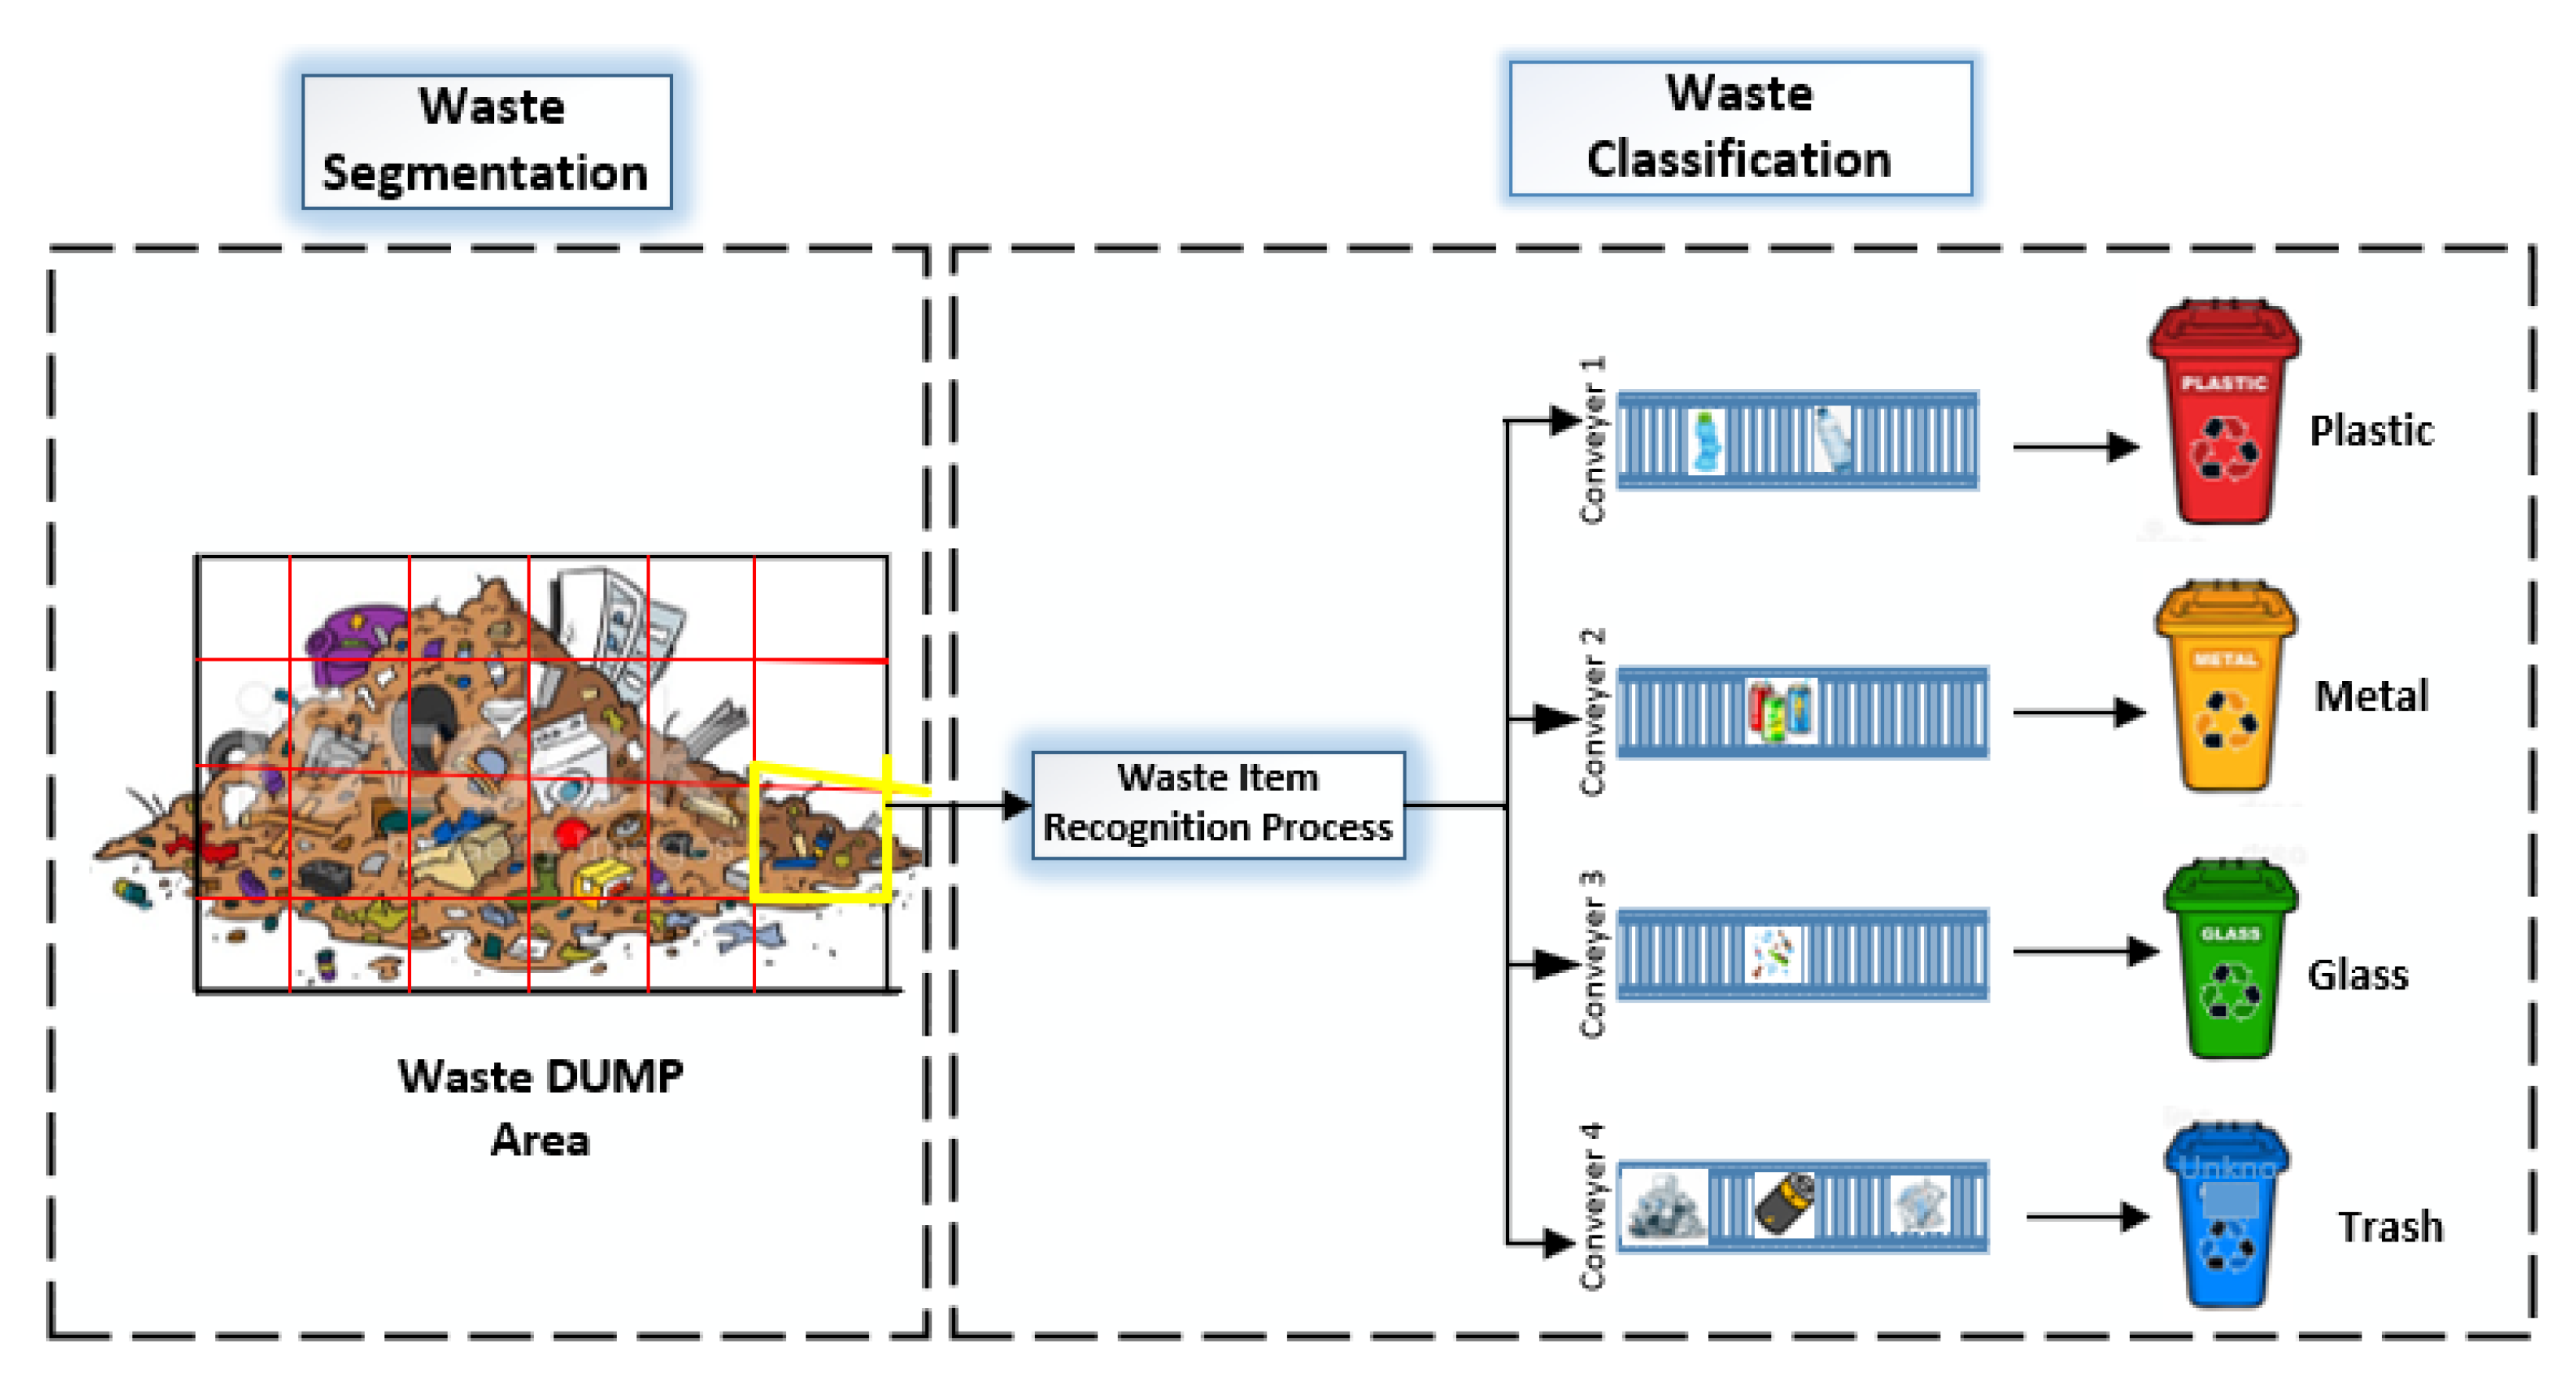 Waste
Segmentation
Waste
Classification
Waste DUMP
Area
Waste Item
Recognition Process
Conveyer 1
PLASTIC
Plastic
Conveyer 2
METAL
Metal
Conveyer 3
GLASS
Glass
Conveyer 4
Unkno
Trash